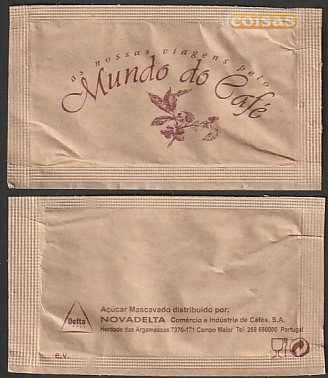 coisas
as nossas viagens pelo
Mundo do Café
Delta
Açúcar Mascavado distribuido por:
NOVADELTA Comércio e Indústria de Cafés, S.A.
Herdade das Argamassas 7370-171 Campo Maior Tel: 268 690000 Portugal
e.v.